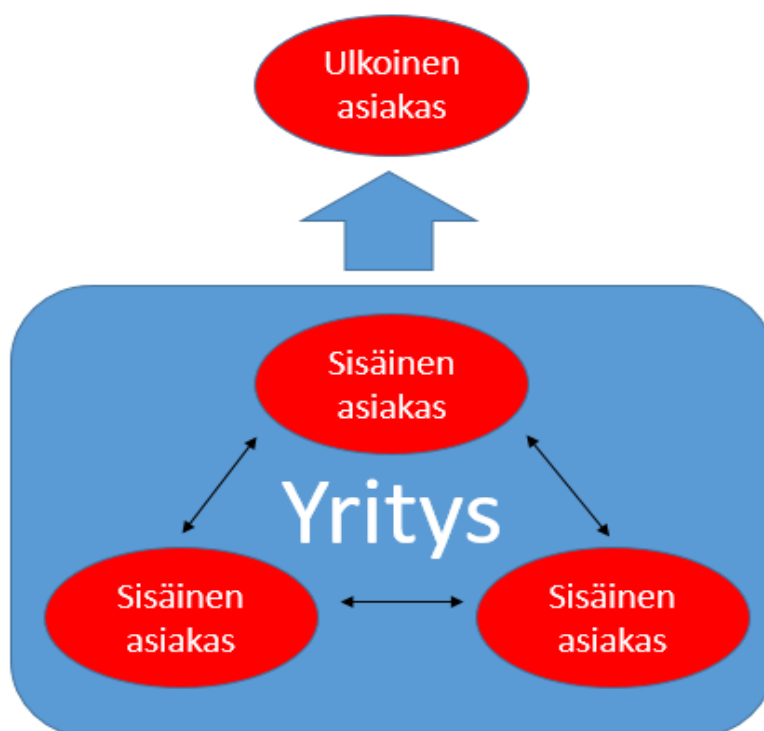 Ulkoinen
asiakas
Sisäinen
asiakas
Yritys
Sisäinen
asiakas
Sisäinen
asiakas